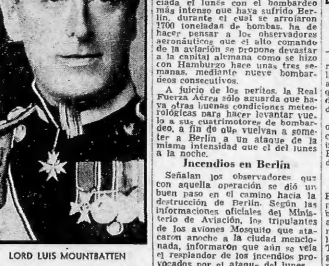 ciada el lunes con el bombardeo
más intenso que haya sufrido Ber-
lín, durante el cual se arrojaron
1700 toneladas de bombas, ha de
hacer pensar a los observadores
aeronáuticos que el alto comando
de la aviación se propone devastar
a la capital alemana como se hizo
con Hamburgo hace unas tres se-
manas, mediante nueve bombar-
deos consecutivos.
A juicio de los peritos, la Real
Fuerza Aérea sólo aguarda que ha-
ya otras buenas condiciones meteo-
rológicas para hacer levantar vue-
lo a sus cuatrimotores de bombar-
deo, a fin de que vuelvan a some-
ter a Berlín a un ataque de la
misma intensidad que el del lunes
a la noche.
Incendios en Berlín
Señalan los observadores que
con aquella operación se dió un
buen paso en el camino hacia la
destrucción de Berlín. Según las
informaciones oficiales del Minis-
terio de Aviación, los tripulantes
de los aviones Mosquito que ata-
caron anoche a la ciudad mencio-
nada, informaron que aún se veía
el resplandor de los incendios pro-
vocados por el ataque del lunes
LORD LUIS MOUNTBATTEN